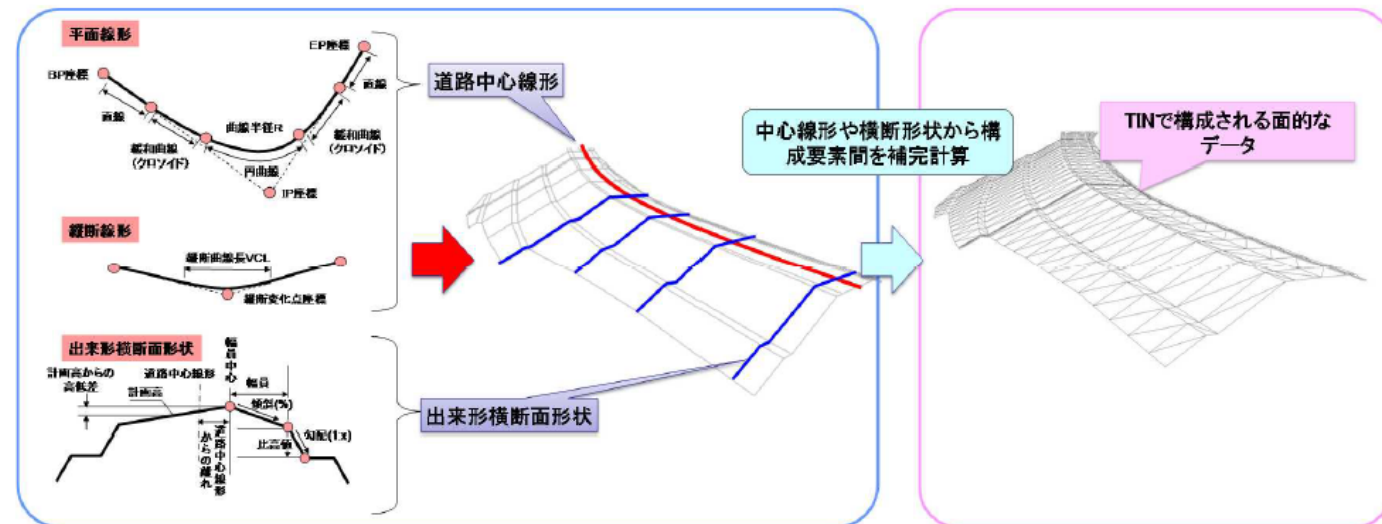 平面線形
BP座標
EP座標
直線
緩和曲線
(クロソイド)
曲線半径R
円曲線
IP座標
緩和曲線
(クロソイド)
直線
縦断線形
縦断曲線長VCL
縦断変化点座標
出来形横断面形状
計画高からの
高低差
計画高
道路中心線形
幅員中心
幅員
傾斜(%)
勾配(1:x)
比高値
道路中心線形
からの離れ
道路中心線形
出来形横断面形状
中心線形や横断形状から構
成要素間を補完計算
TINで構成される面的な
データ